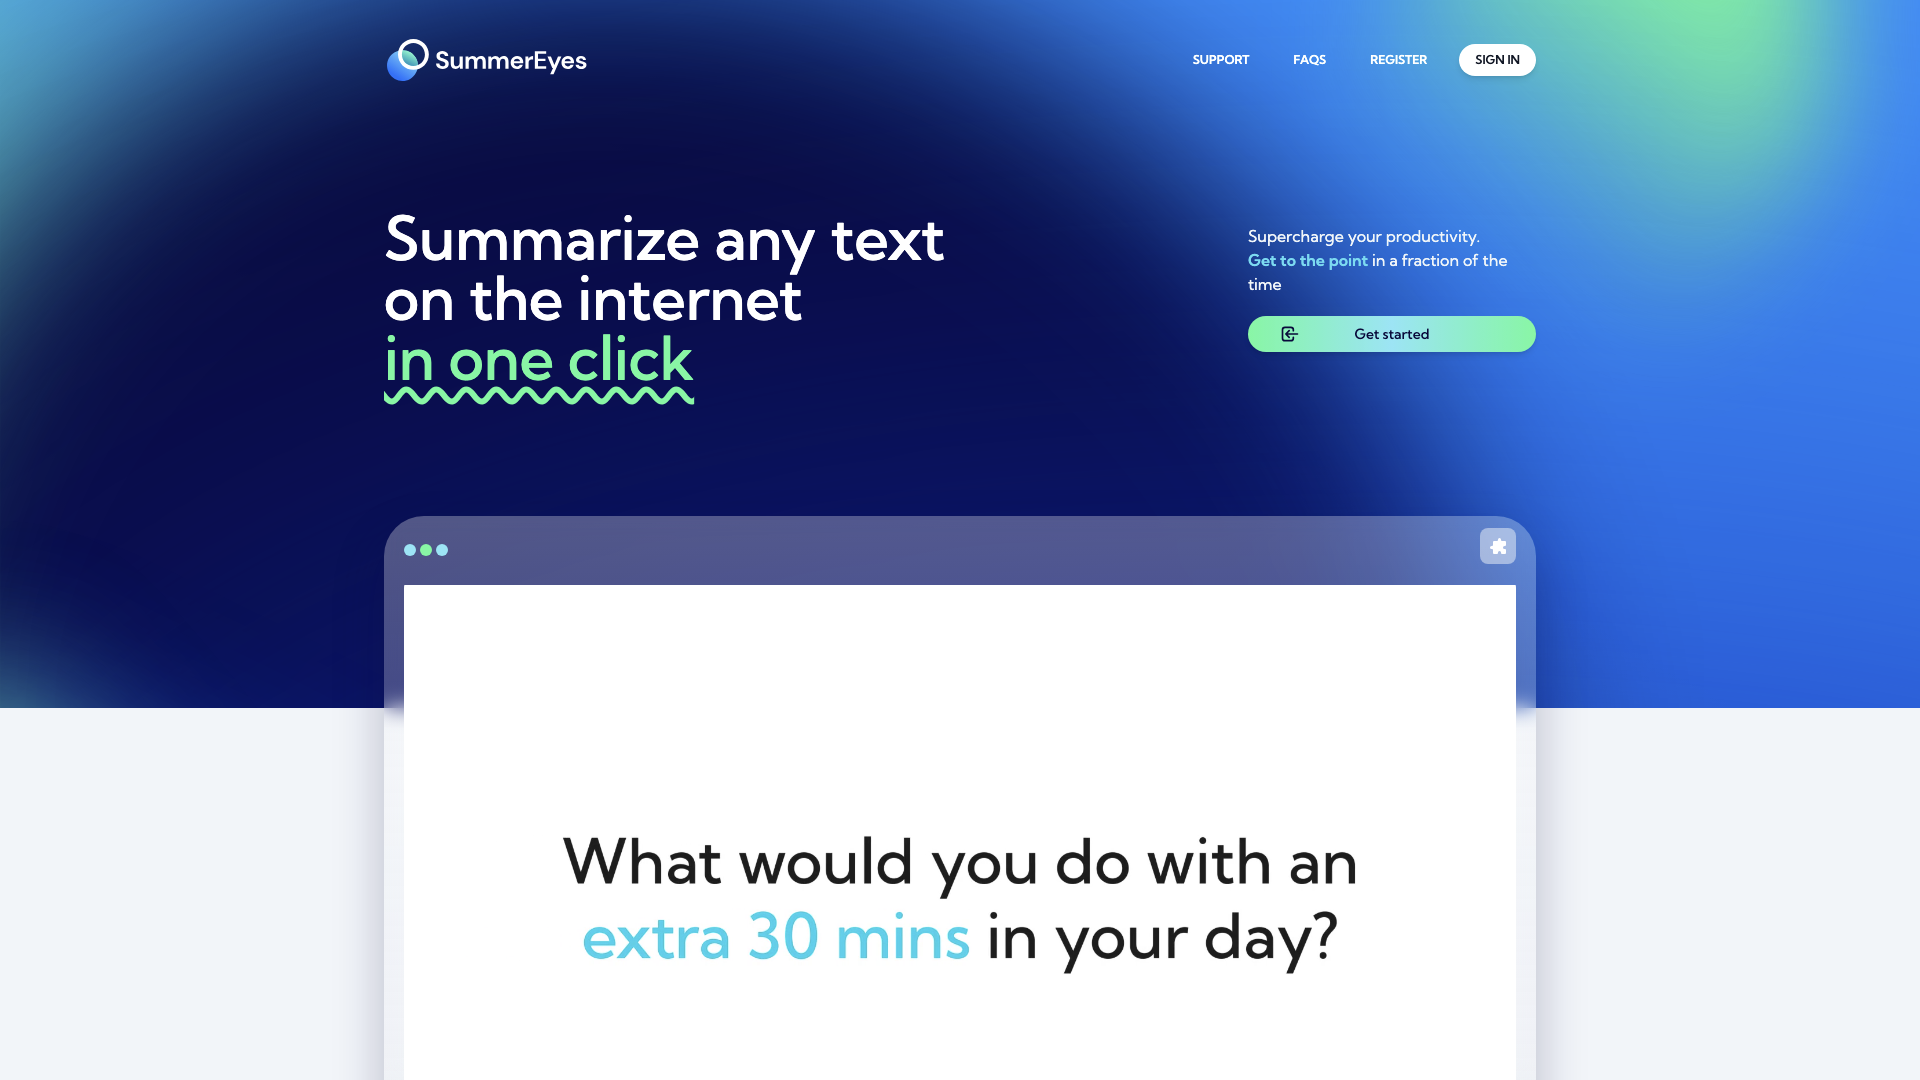 SummerEyes
SUPPORT
FAQS
REGISTER
SIGN IN
Summarize any text
on the internet
in one click
Supercharge your productivity.
Get to the point in a fraction of the
time
Get started
What would you do with an
extra 30 mins in your day?